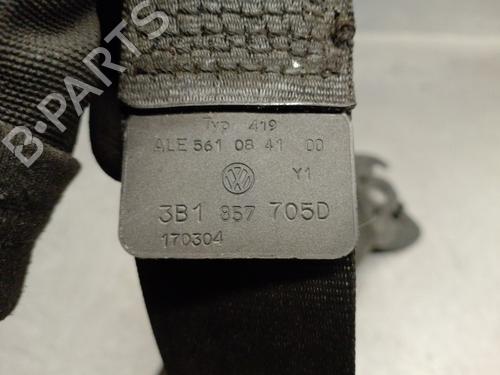 B-PARTS
Typ 419
ALE 561 08 41 00
Y1
3B1 857 705D
170304